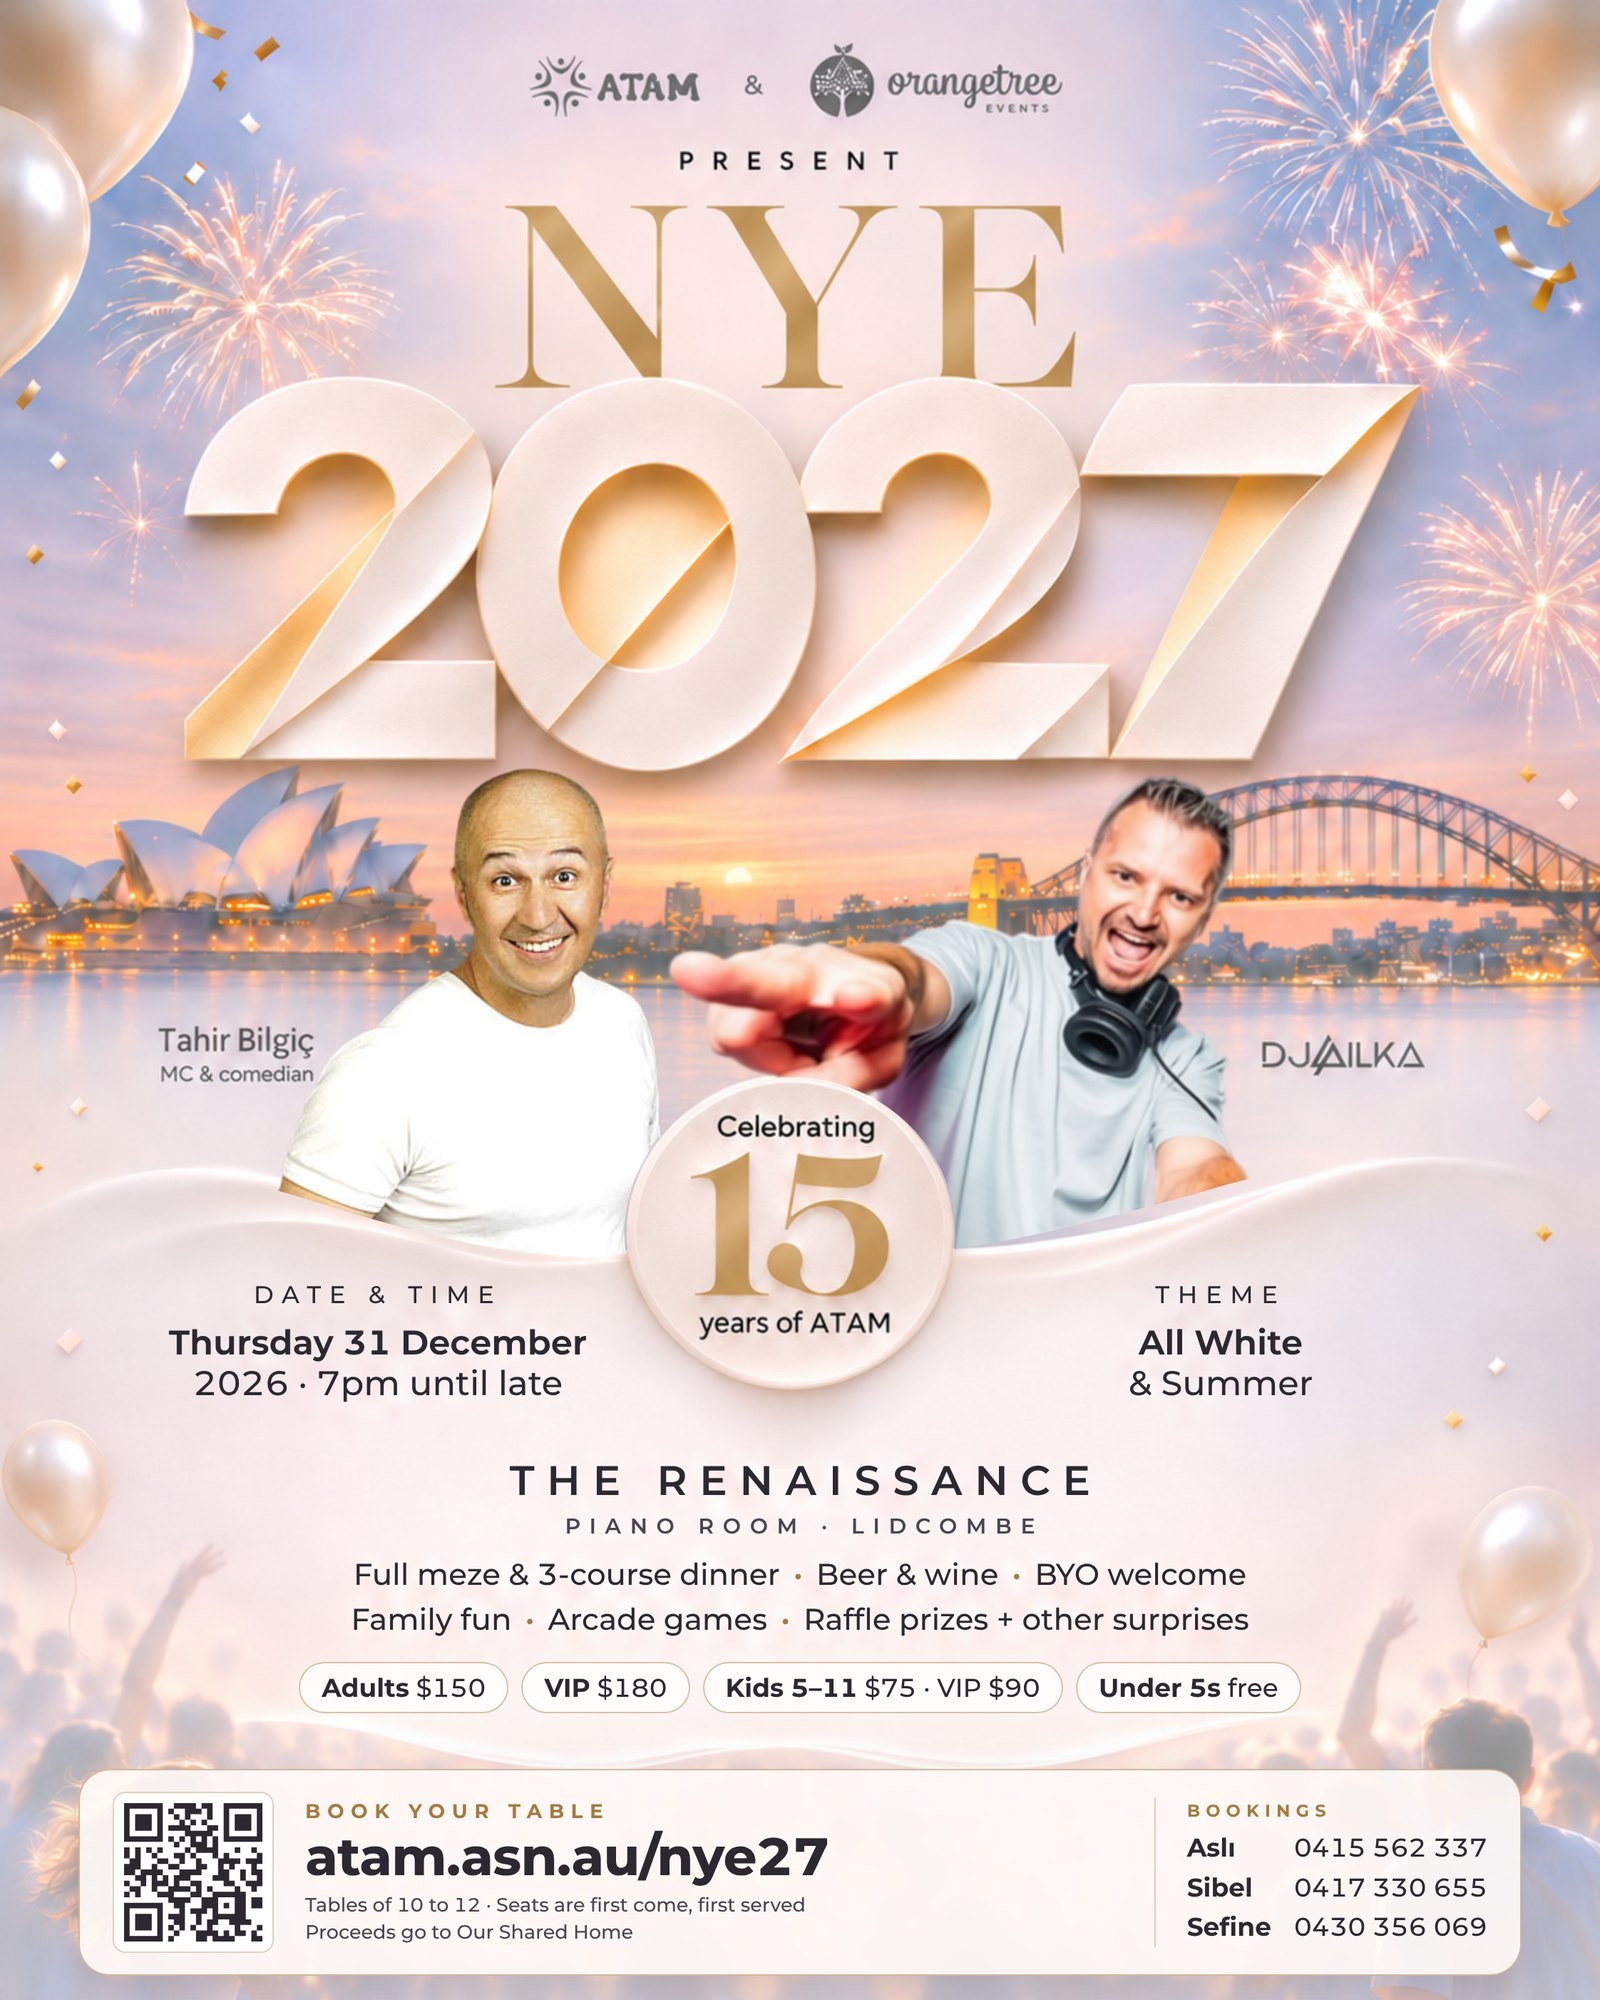 ATAM & orangetree
EVENTS
PRESENT
NYE
2027
Tahir Bilgiç
MC & comedian
DJ AILKA
Celebrating
15
years of ATAM
DATE & TIME
Thursday 31 December
2026 · 7pm until late
THEME
All White
& Summer
THE RENAISSANCE
PIANO ROOM · LIDCOMBE
Full meze & 3-course dinner · Beer & wine · BYO welcome
Family fun · Arcade games · Raffle prizes + other surprises
Adults $150
VIP $180
Kids 5–11 $75 · VIP $90
Under 5s free
BOOK YOUR TABLE
atam.asn.au/nye27
Tables of 10 to 12 · Seats are first come, first served
Proceeds go to Our Shared Home
BOOKINGS
Aslı 0415 562 337
Sibel 0417 330 655
Sefine 0430 356 069